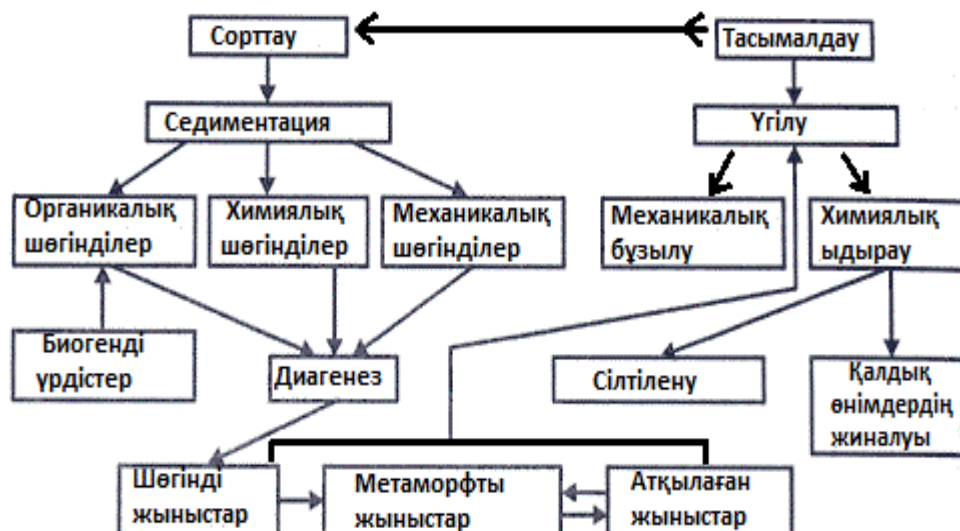 Сорттау
Тасымалдау
Седиментация
Үгілу
Органикалық
шөгінділер
Химиялық
шөгінділер
Механикалық
шөгінділер
Механикалық
бұзылу
Химиялық
ыдырау
Биогенді
үрдістер
Диагенез
Сілтілену
Қалдық
өнімдердің
жиналуы
Шөгінді
жыныстар
Метаморфты
жыныстар
Атқылаған
жыныстар